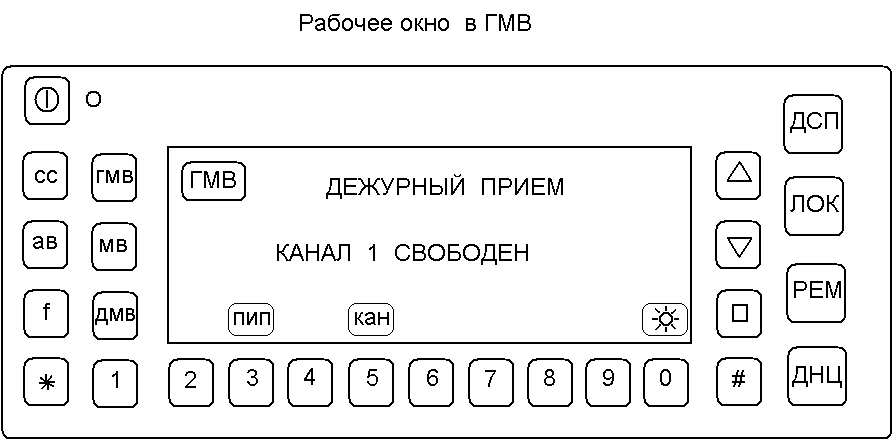 Рабочее окно в ГМВ
ДСП
сс гмв ГМВ ДЕЖУРНЫЙ ПРИЕМ
ЛОК
ав мв КАНАЛ 1 СВОБОДЕН
f дмв пип кан РЕМ
* 1 2 3 4 5 6 7 8 9 0 # ДНЦ